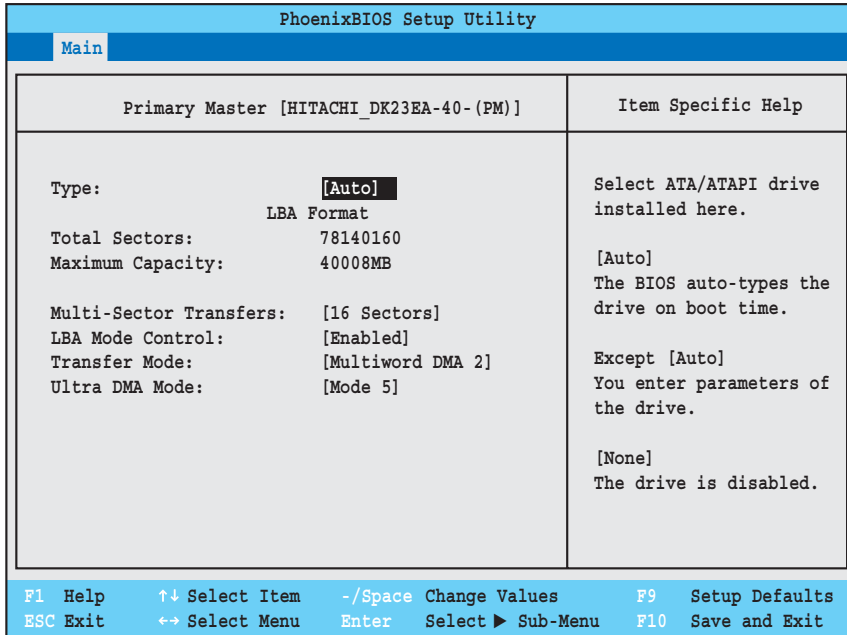 PhoenixBIOS Setup Utility
Main
Primary Master [HITACHI_DK23EA-40-(PM)]
Type: [Auto]
LBA Format
Total Sectors: 78140160
Maximum Capacity: 40008MB
Multi-Sector Transfers: [16 Sectors]
LBA Mode Control: [Enabled]
Transfer Mode: [Multiword DMA 2]
Ultra DMA Mode: [Mode 5]
Item Specific Help
Select ATA/ATAPI drive
installed here.
[Auto]
The BIOS auto-types the
drive on boot time.
Except [Auto]
You enter parameters of
the drive.
[None]
The drive is disabled.
F1 Help ↑↓ Select Item -/Space Change Values F9 Setup Defaults
ESC Exit ←→ Select Menu Enter Select ▶ Sub-Menu F10 Save and Exit